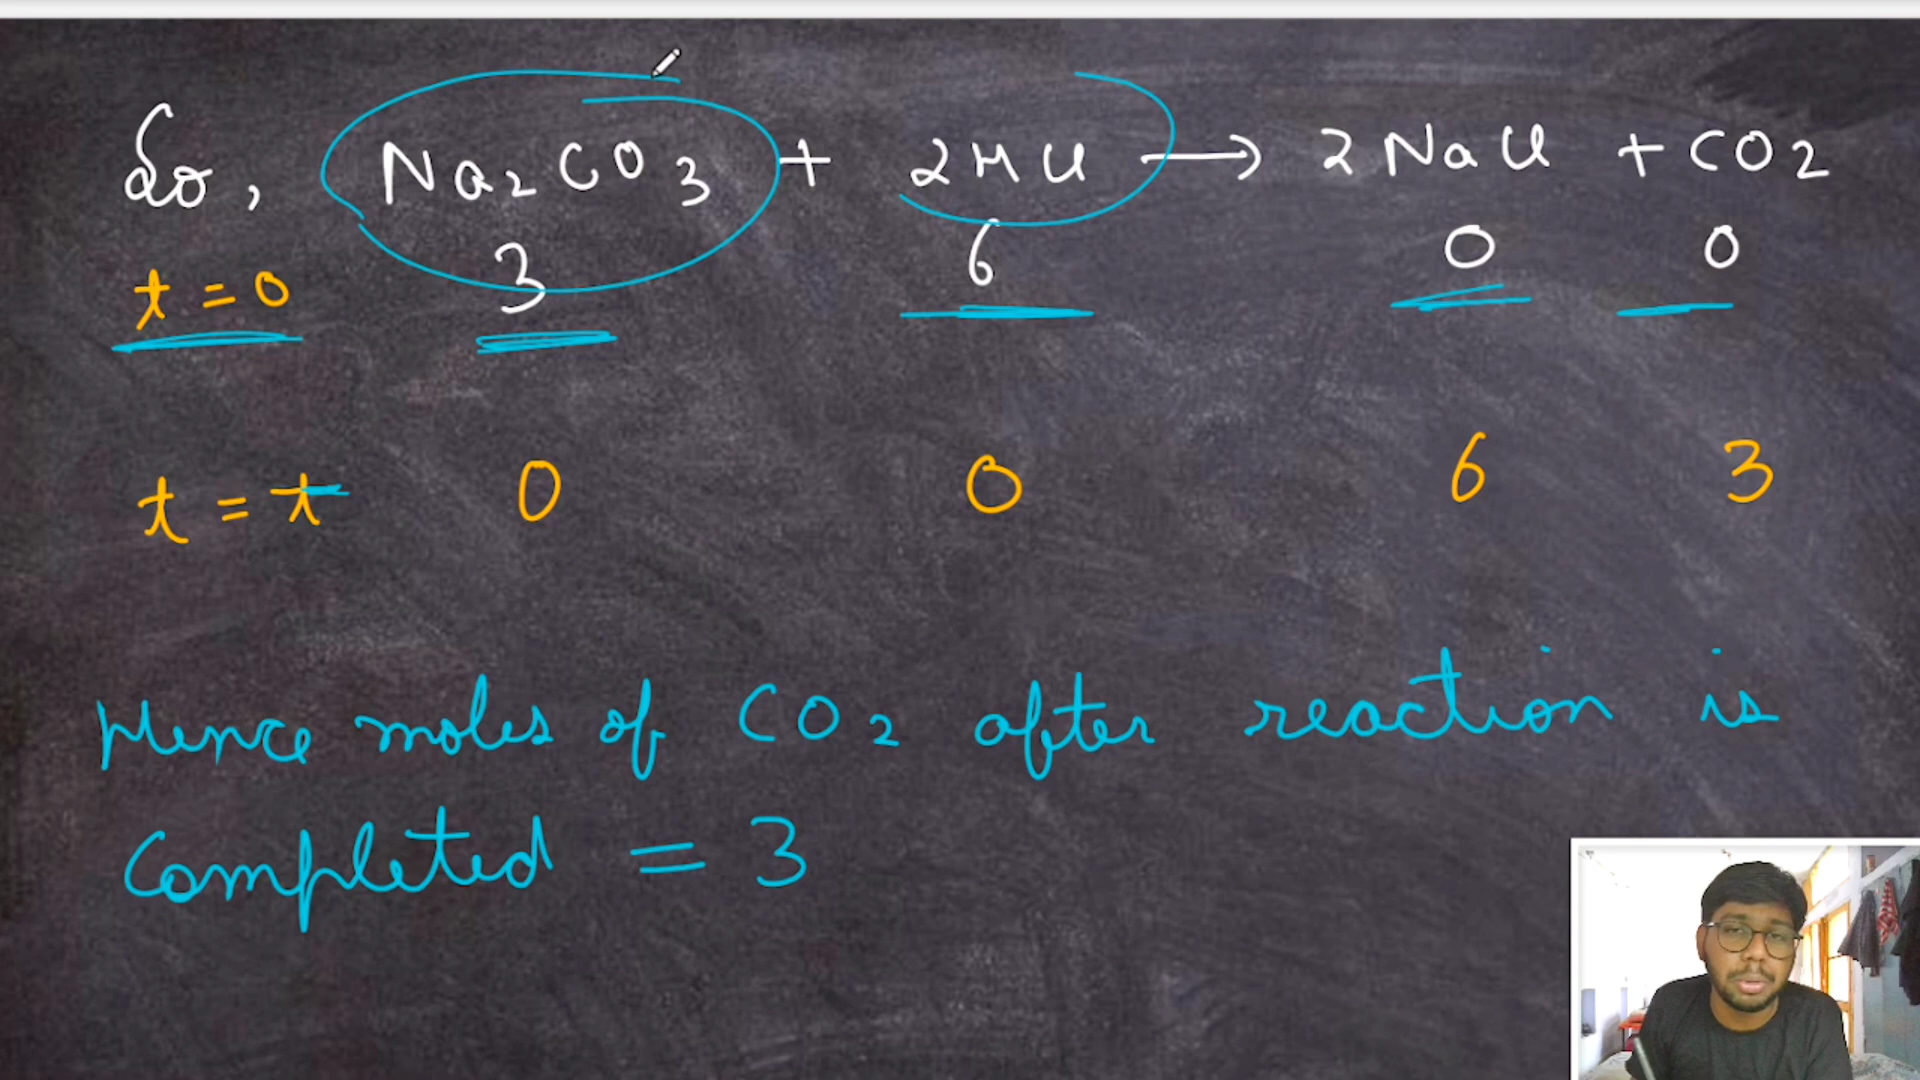 So, Na2CO3 + 2HCl → 2NaCl + CO2
3 6 0 0
t = 0
t = t 0 0 6 3
Hence moles of CO2 after reaction is
completed = 3